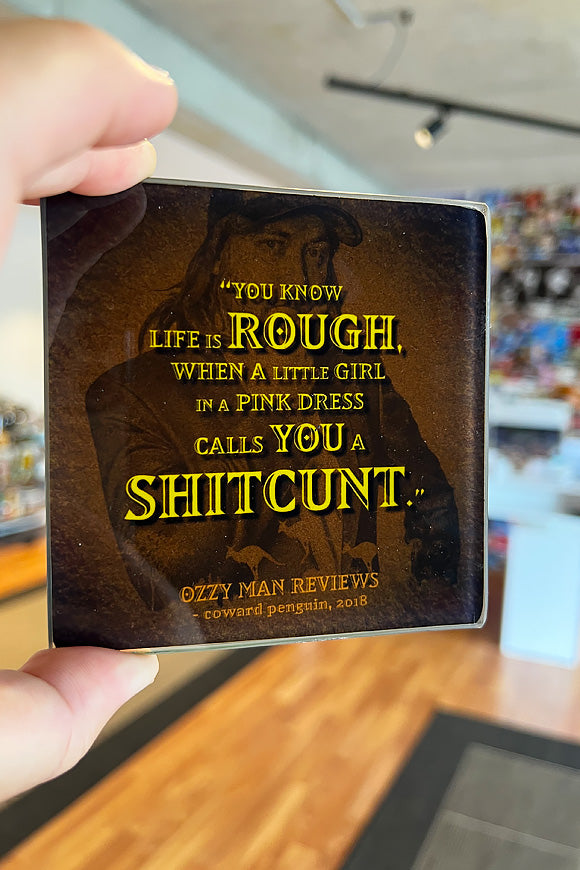 “YOU KNOW
LIFE IS ROUGH,
WHEN A LITTLE GIRL
IN A PINK DRESS
CALLS YOU A
SHITCUNT.”
OZZY MAN REVIEWS
- coward penguin, 2018